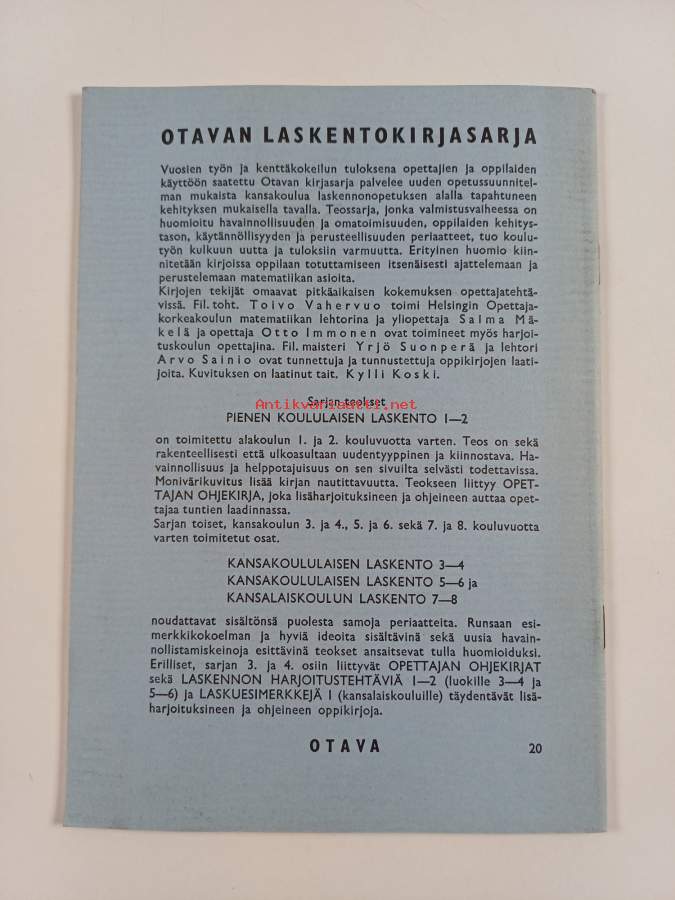 OTAVAN LASKENTOKIRJASARJA
Vuosien työn ja kenttäkokeilun tuloksena opettajien ja oppilaiden
käyttöön saatettu Otavan kirjasarja palvelee uuden opetussuunnitel-
man mukaista kansakoulua laskennonopetuksen alalla tapahtuneen
kehityksen mukaisella tavalla. Teossarja, jonka valmistusvaiheessa on
huomioitu havainnollisuuden ja omatoimisuuden, oppilaiden kehitys-
tason, käytännöllisyyden ja perusteellisuuden periaatteet, tuo koulu-
työn kulkuun uutta ja tuloksiin varmuutta. Erityinen huomio kiin-
nitetään kirjoissa oppilaan totuttamiseen itsenäisesti ajattelemaan ja
perustelemaan matematiikan asioita.
Kirjojen tekijät omaavat pitkäaikaisen kokemuksen opettajatehtä-
vissä. Fil. toht. Toivo Vahervuo toimi Helsingin Opettaja-
korkeakoulun matematiikan lehtorina ja yliopettaja Salma Mä-
kelä ja opettaja Otto Immonen ovat toimineet myös harjoi-
tuskoulun opettajina. Fil. maisteri Yrjö Suonperä ja lehtori
Arvo Sainio ovat tunnettuja ja tunnustettuja oppikirjojen laati-
joita. Kuvituksen on laatinut tait. Kylli Koski.
Sarjan teokset
Antikvariaatit.net
PIENEN KOULULAISEN LASKENTO 1—2
on toimitettu alakoulun 1. ja 2. kouluvuotta varten. Teos on sekä
rakenteellisesti että ulkoasultaan uudentyyppinen ja kiinnostava. Ha-
vainnollisuus ja helppotajuisuus on sen sivuilta selvästi todettavissa.
Monivärikuvitus lisää kirjan nautittavuutta. Teokseen liittyy OPET-
TAJAN OHJEKIRJA, joka lisäharjoituksineen ja ohjeineen auttaa opet-
tajaa tuntien laadinnassa.
Sarjan toiset, kansakoulun 3. ja 4., 5. ja 6. sekä 7. ja 8. kouluvuotta
varten toimitetut osat.
KANSAKOULULAISEN LASKENTO 3—4
KANSAKOULULAISEN LASKENTO 5—6 ja
KANSALAISKOULUN LASKENTO 7—8
noudattavat sisältönsä puolesta samoja periaatteita. Runsaan esi-
merkkikokoelman ja hyviä ideoita sisältävinä sekä uusia havain-
nollistamiskeinoja esittävinä teokset ansaitsevat tulla huomioiduksi.
Erilliset, sarjan 3. ja 4. osiin liittyvät OPETTAJAN OHJEKIRJAT
sekä LASKENNON HARJOITUSTEHTÄVIÄ 1—2 (luokille 3—4 ja
5—6) ja LASKUESIMERKKEJÄ I (kansalaiskouluille) täydentävät lisä-
harjoituksineen ja ohjeineen oppikirjoja.
OTAVA
20